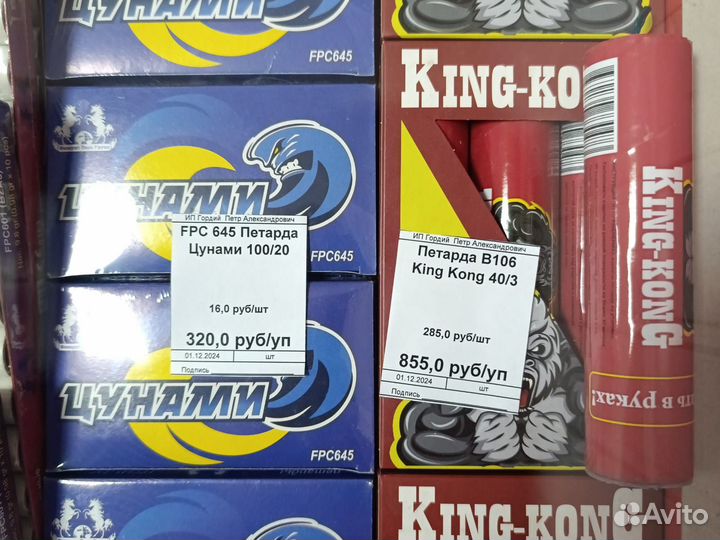 ЦУНАМИ
FPC645
ЦУНАМИ
FPC645
ЦУНАМИ
FPC645
ИП Гордий Петр Александрович
FPC 645 Петарда
Цунами 100/20
16,0 руб/шт
320,0 руб/уп
01.12.2024 шт
Подпись
KING-KO
ИП Гордий Петр Александрович
Петарда В106
King Kong 40/3
285,0 руб/шт
855,0 руб/уп
01.12.2024 шт
Подпись
KING-KONG
В РУКАХ!
KING-KONG
Avito